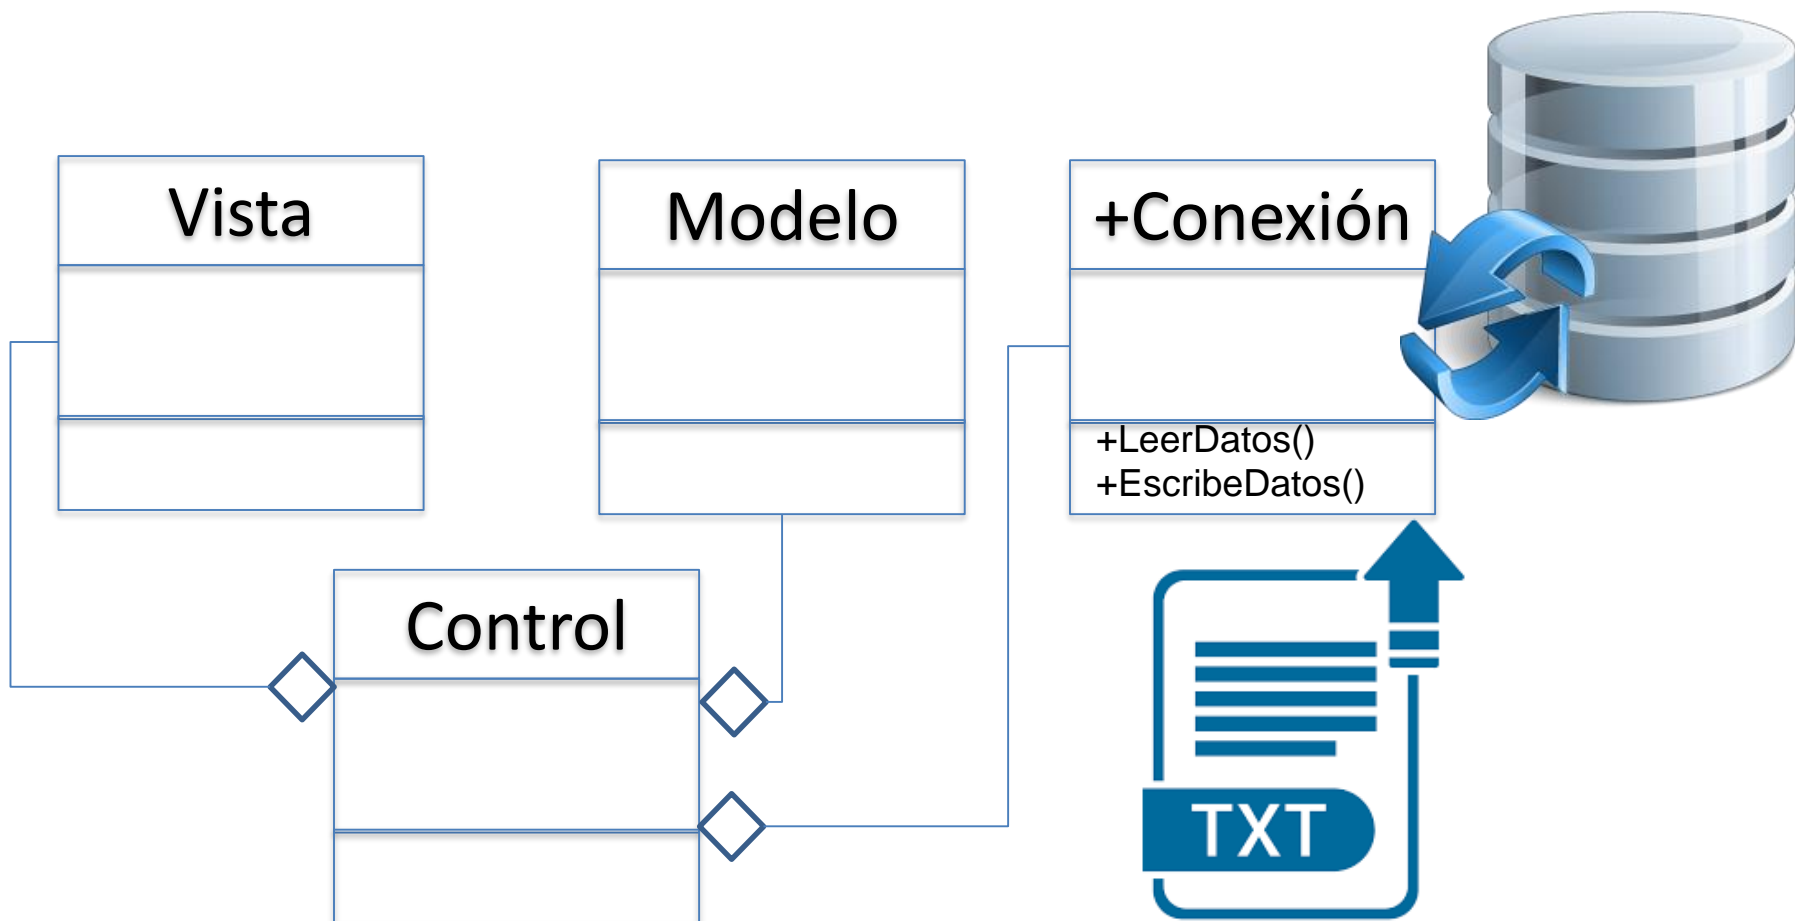 Vista
Modelo
+Conexión
+LeerDatos()
+EscribeDatos()
Control
TXT